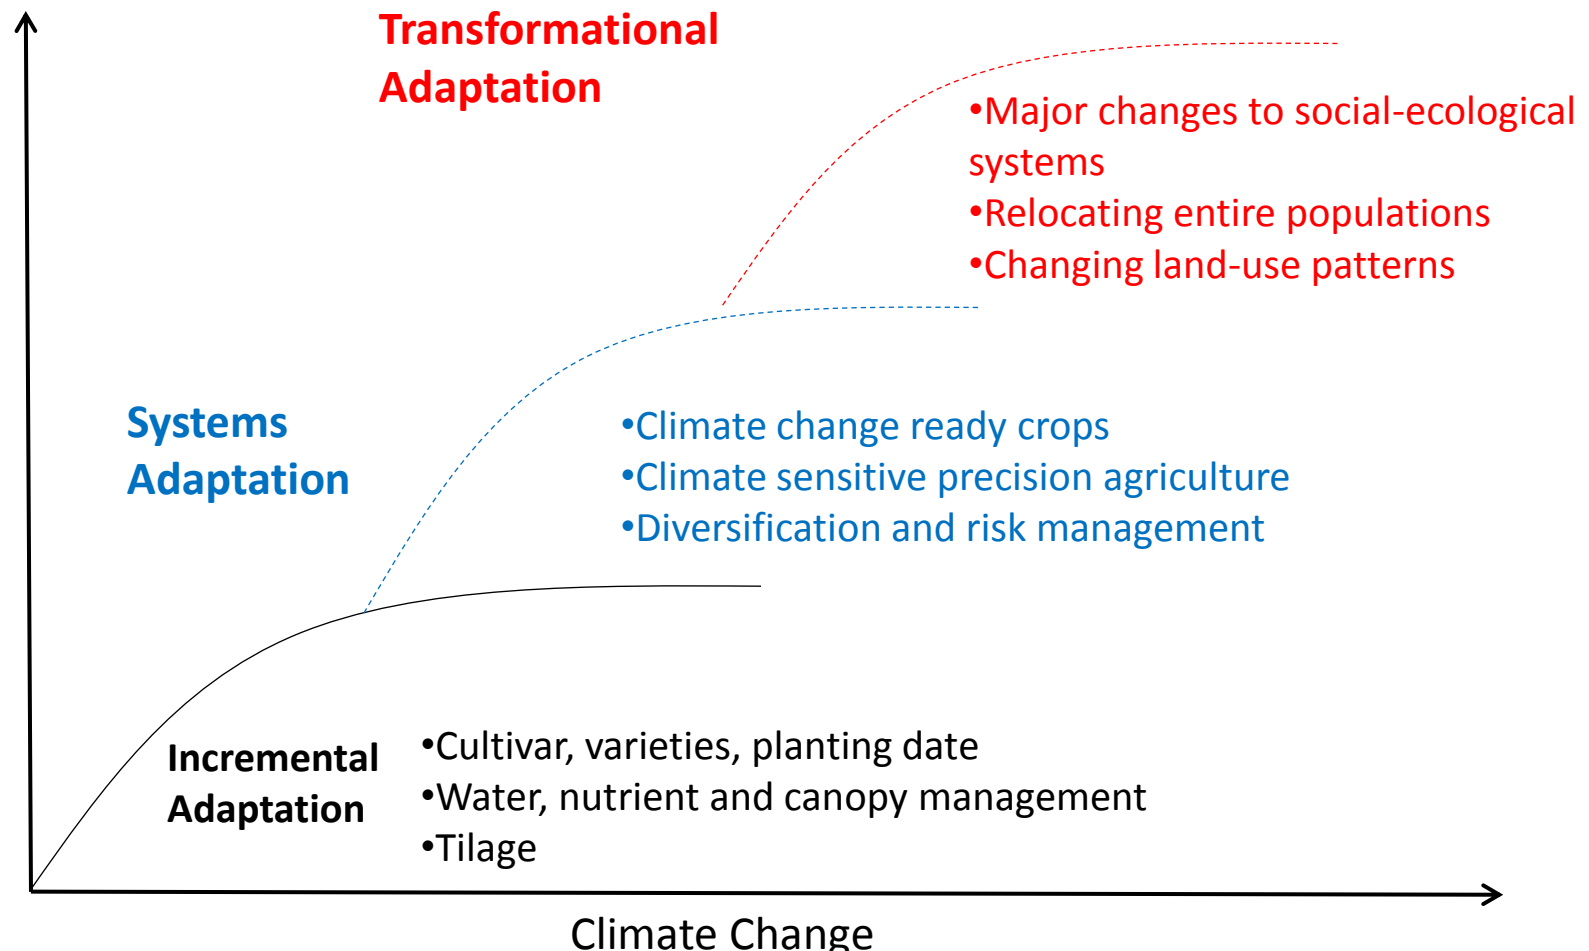 Transformational
Adaptation
•Major changes to social-ecological
systems
•Relocating entire populations
•Changing land-use patterns
Systems
Adaptation
•Climate change ready crops
•Climate sensitive precision agriculture
•Diversification and risk management
Incremental
Adaptation
•Cultivar, varieties, planting date
•Water, nutrient and canopy management
•Tilage
Climate Change